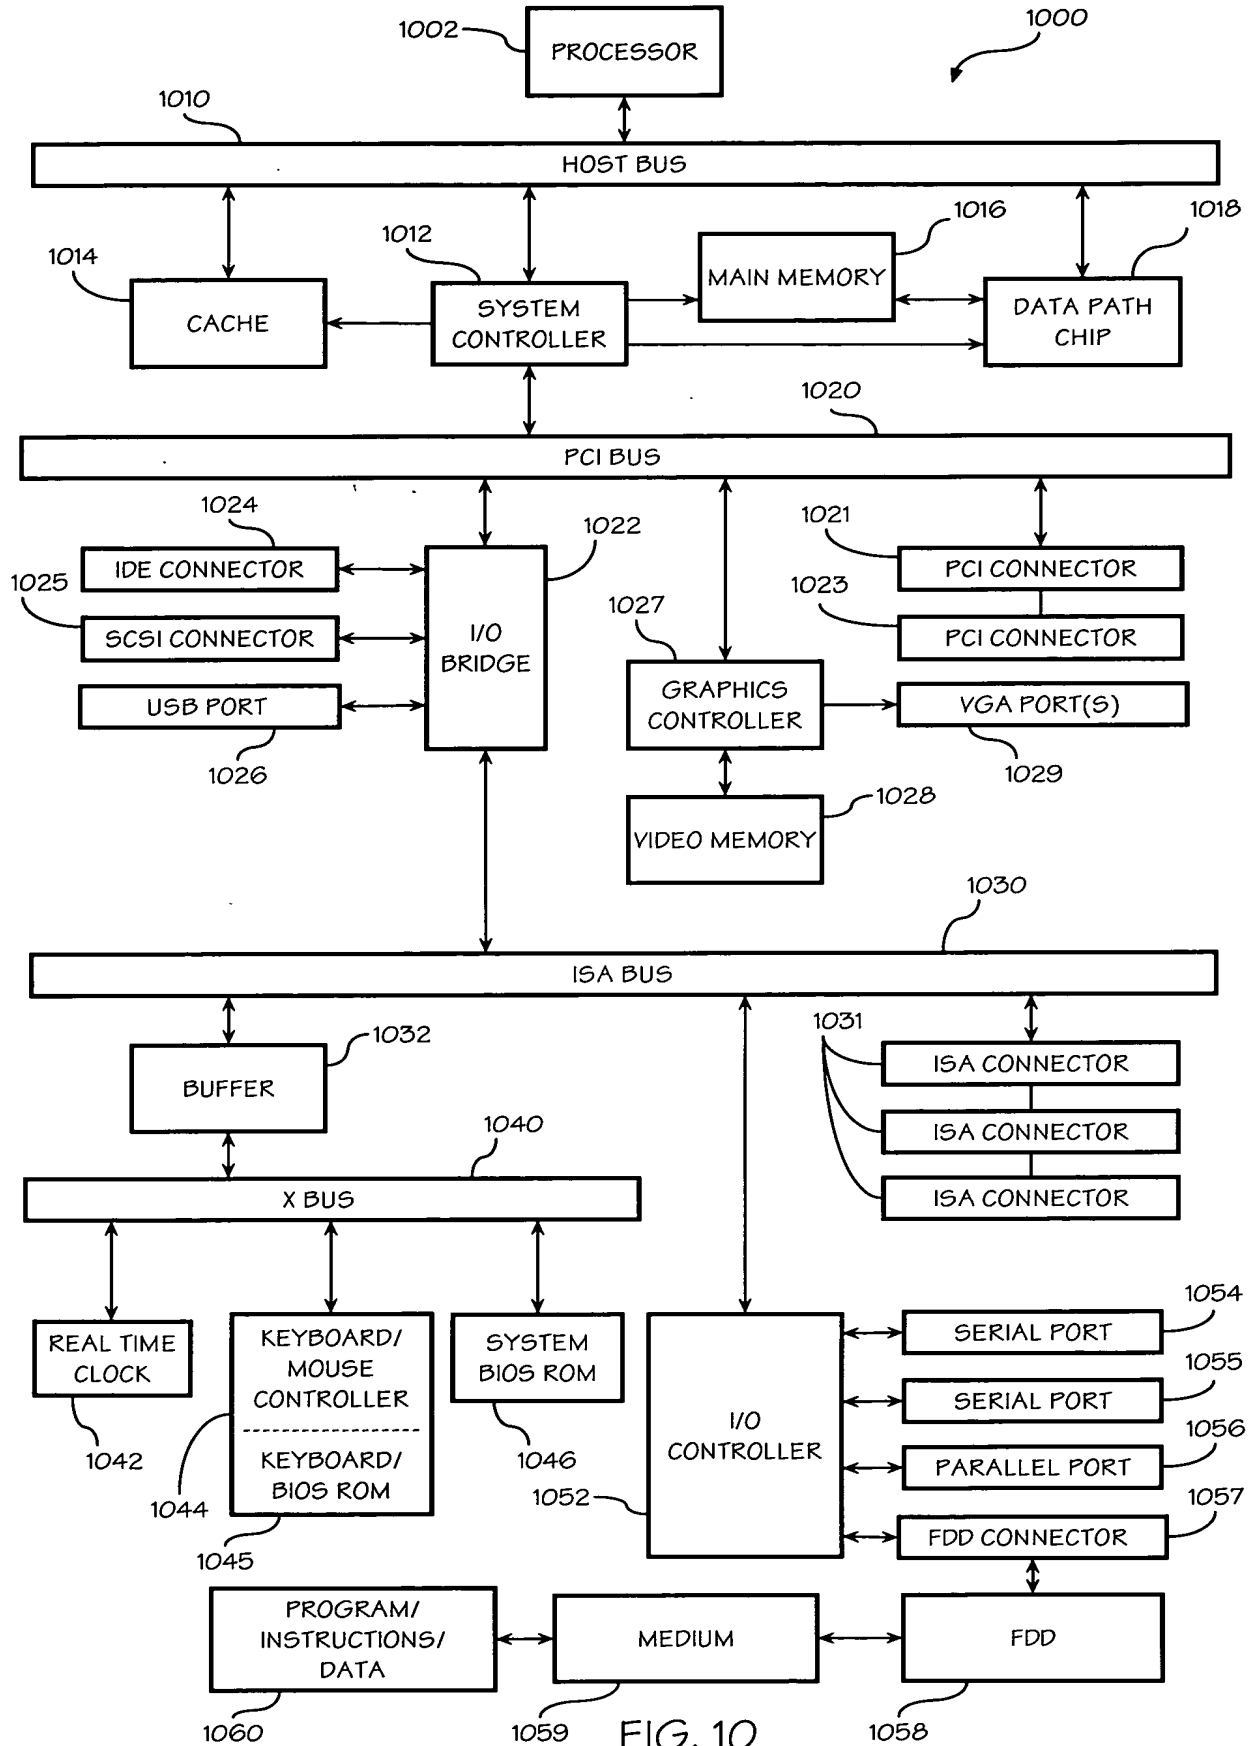 1002
PROCESSOR
1000
1010
HOST BUS
1014
CACHE
1012
SYSTEM
CONTROLLER
1016
MAIN MEMORY
1018
DATA PATH
CHIP
1020
PCI BUS
1024
IDE CONNECTOR
1025
SCSI CONNECTOR
USB PORT
1026
1022
I/O
BRIDGE
1027
GRAPHICS
CONTROLLER
1021
PCI CONNECTOR
1023
PCI CONNECTOR
VGA PORT(S)
1029
1028
VIDEO MEMORY
1030
ISA BUS
1032
BUFFER
1031
ISA CONNECTOR
ISA CONNECTOR
ISA CONNECTOR
1040
X BUS
REAL TIME
CLOCK
1042
KEYBOARD/
MOUSE
CONTROLLER
1044
KEYBOARD/
BIOS ROM
1045
SYSTEM
BIOS ROM
1046
I/O
CONTROLLER
1052
1054
SERIAL PORT
1055
SERIAL PORT
1056
PARALLEL PORT
1057
FDD CONNECTOR
PROGRAM/
INSTRUCTIONS/
DATA
1060
MEDIUM
1059
FDD
1058
FIG. 10